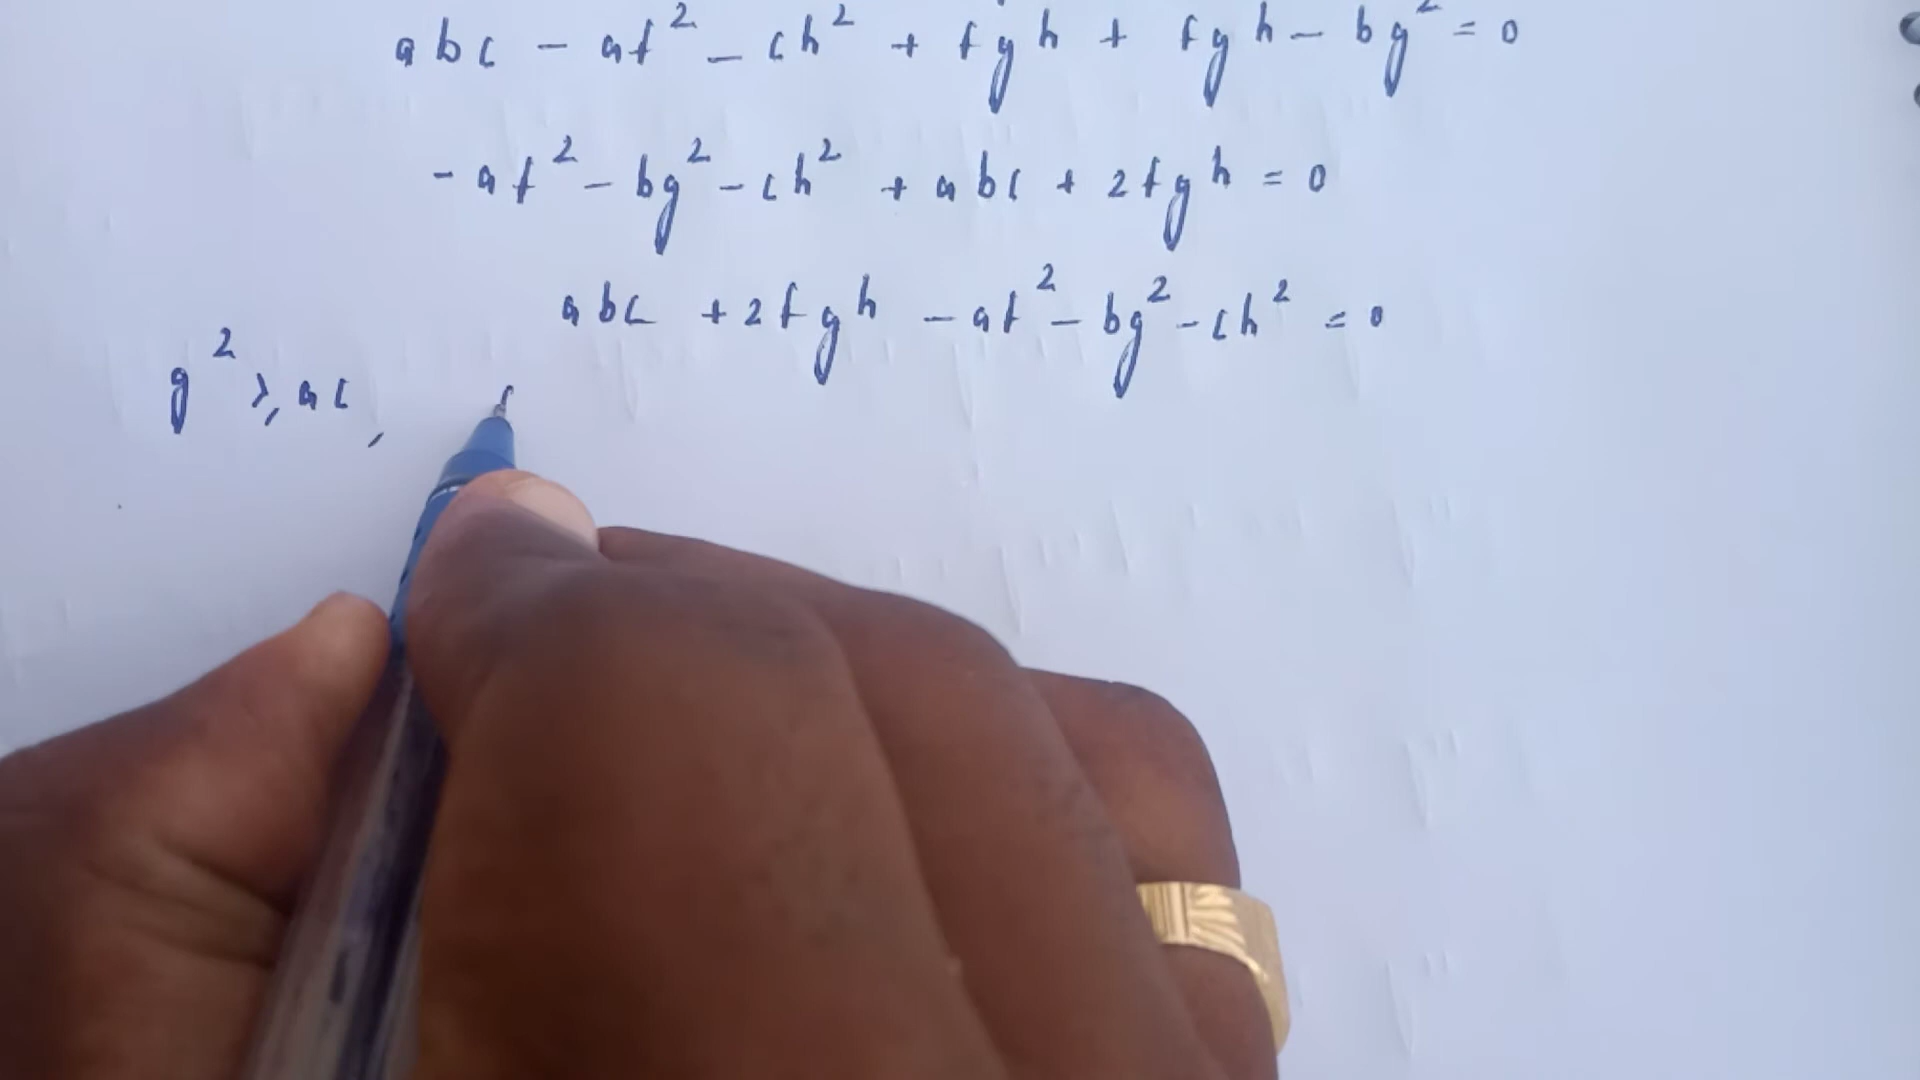 abc - af² - ch² + fgh + fgh - bg² = 0
- af² - bg² - ch² + abc + 2fgh = 0
abc + 2fgh - af² - bg² - ch² = 0
g² ≥ ac,